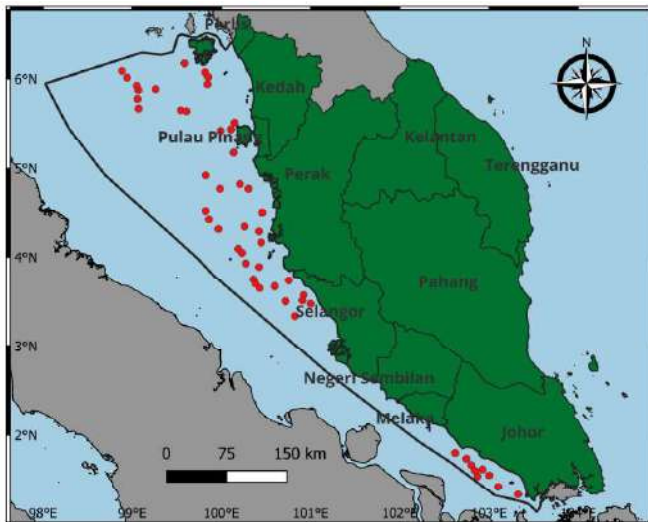 Perlis
N
6°N
Kedah
Pulau Pinang
Kelantan
Terengganu
5°N
Perak
4°N
Pahang
Selangor
3°N
Negeri Sembilan
Melaka
Johor
2°N
0 75 150 km
98°E 99°E 100°E 101°E 102°E 103°E 104°E